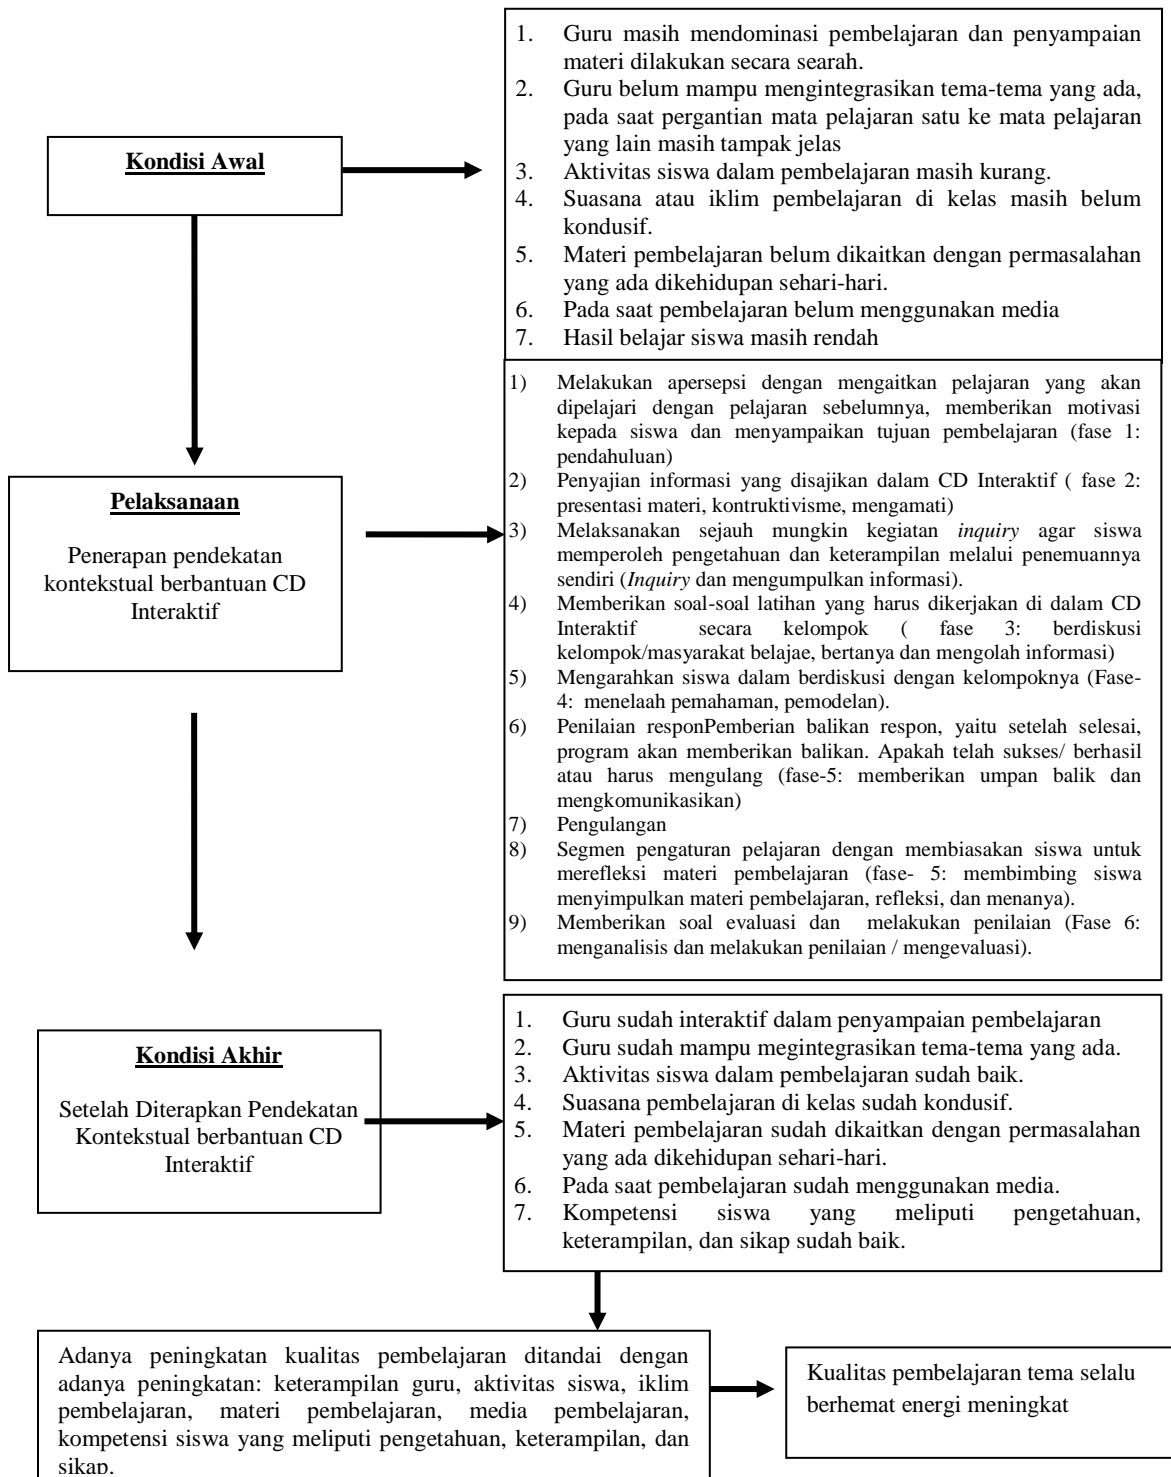 Kondisi Awal
1. Guru masih mendominasi pembelajaran dan penyampaian
materi dilakukan secara searah.
2. Guru belum mampu mengintegrasikan tema-tema yang ada,
pada saat pergantian mata pelajaran satu ke mata pelajaran
yang lain masih tampak jelas
3. Aktivitas siswa dalam pembelajaran masih kurang.
4. Suasana atau iklim pembelajaran di kelas masih belum
kondusif.
5. Materi pembelajaran belum dikaitkan dengan permasalahan
yang ada dikehidupan sehari-hari.
6. Pada saat pembelajaran belum menggunakan media
7. Hasil belajar siswa masih rendah
Pelaksanaan
Penerapan pendekatan
kontekstual berbantuan CD
Interaktif
1) Melakukan apersepsi dengan mengaitkan pelajaran yang akan
dipelajari dengan pelajaran sebelumnya, memberikan motivasi
kepada siswa dan menyampaikan tujuan pembelajaran (fase 1:
pendahuluan)
2) Penyajian informasi yang disajikan dalam CD Interaktif ( fase 2:
presentasi materi, kontruktivisme, mengamati)
3) Melaksanakan sejauh mungkin kegiatan inquiry agar siswa
memperoleh pengetahuan dan keterampilan melalui penemuannya
sendiri (Inquiry dan mengumpulkan informasi).
4) Memberikan soal-soal latihan yang harus dikerjakan di dalam CD
Interaktif secara kelompok ( fase 3: berdiskusi
kelompok/masyarakat belajae, bertanya dan mengolah informasi)
5) Mengarahkan siswa dalam berdiskusi dengan kelompoknya (Fase-
4: menelaah pemahaman, pemodelan).
6) Penilaian responPemberian balikan respon, yaitu setelah selesai,
program akan memberikan balikan. Apakah telah sukses/ berhasil
atau harus mengulang (fase-5: memberikan umpan balik dan
mengkomunikasikan)
7) Pengulangan
8) Segmen pengaturan pelajaran dengan membiasakan siswa untuk
merefleksi materi pembelajaran (fase- 5: membimbing siswa
menyimpulkan materi pembelajaran, refleksi, dan menanya).
9) Memberikan soal evaluasi dan melakukan penilaian (Fase 6:
menganalisis dan melakukan penilaian / mengevaluasi).
Kondisi Akhir
Setelah Diterapkan Pendekatan
Kontekstual berbantuan CD
Interaktif
1. Guru sudah interaktif dalam penyampaian pembelajaran
2. Guru sudah mampu megintegrasikan tema-tema yang ada.
3. Aktivitas siswa dalam pembelajaran sudah baik.
4. Suasana pembelajaran di kelas sudah kondusif.
5. Materi pembelajaran sudah dikaitkan dengan permasalahan
yang ada dikehidupan sehari-hari.
6. Pada saat pembelajaran sudah menggunakan media.
7. Kompetensi siswa yang meliputi pengetahuan,
keterampilan, dan sikap sudah baik.
Adanya peningkatan kualitas pembelajaran ditandai dengan
adanya peningkatan: keterampilan guru, aktivitas siswa, iklim
pembelajaran, materi pembelajaran, media pembelajaran,
kompetensi siswa yang meliputi pengetahuan, keterampilan, dan
sikap.
Kualitas pembelajaran tema selalu
berhemat energi meningkat